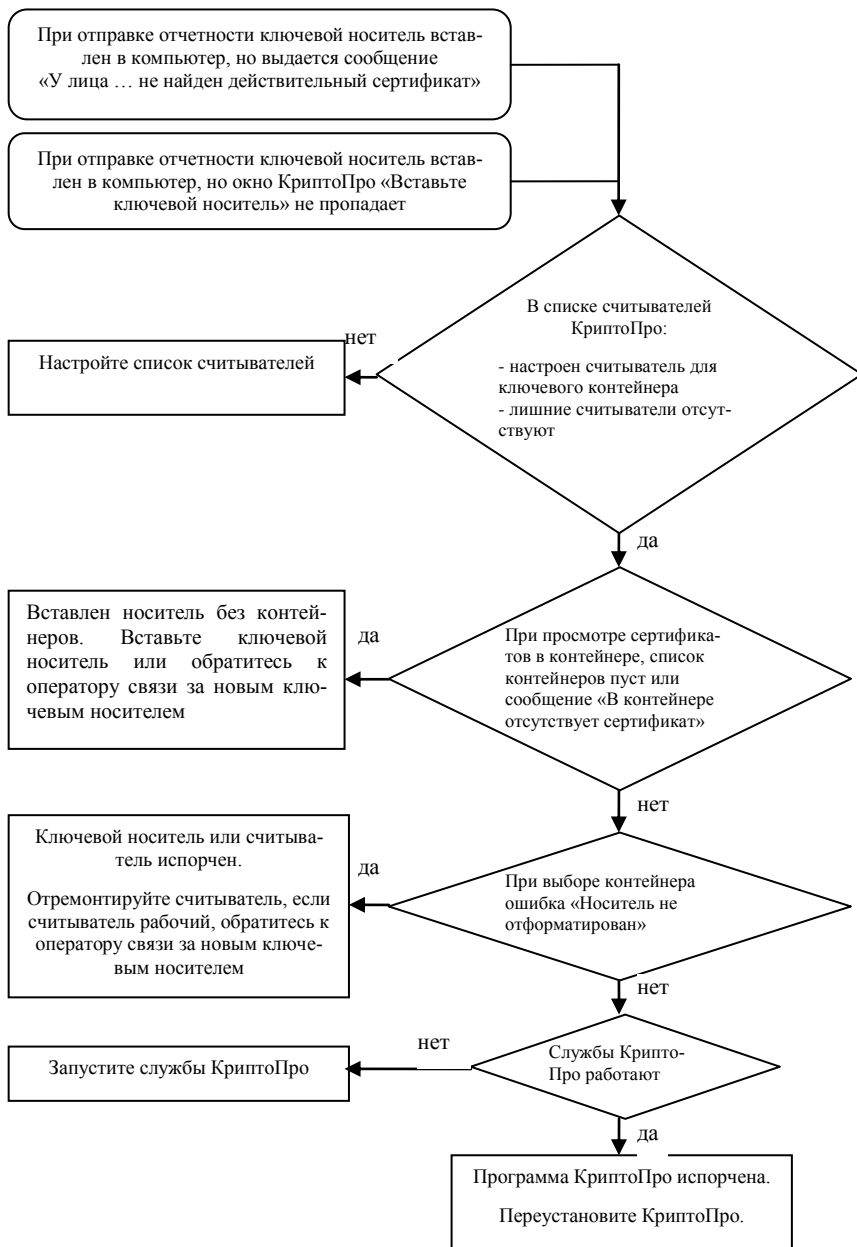 При отправке отчетности ключевой носитель встав-
лен в компьютер, но выдается сообщение
«У лица … не найден действительный сертификат»
При отправке отчетности ключевой носитель встав-
лен в компьютер, но окно КриптоПро «Вставьте
ключевой носитель» не пропадает
В списке считывателей
КриптоПро:
- настроен считыватель для
ключевого контейнера
- лишние считыватели отсут-
ствуют
нет
Настройте список считывателей
да
При просмотре сертифика-
тов в контейнере, список
контейнеров пуст или
сообщение «В контейнере
отсутствует сертификат»
да
Вставлен носитель без контей-
неров. Вставьте ключевой
носитель или обратитесь к
оператору связи за новым клю-
чевым носителем
нет
При выборе контейнера
ошибка «Носитель не
отформатирован»
да
Ключевой носитель или считыва-
тель испорчен.
Отремонтируйте считыватель, если
считыватель рабочий, обратитесь к
оператору связи за новым ключе-
вым носителем
нет
Службы Крипто-
Про работают
нет
Запустите службы КриптоПро
да
Программа КриптоПро испорчена.
Переустановите КриптоПро.